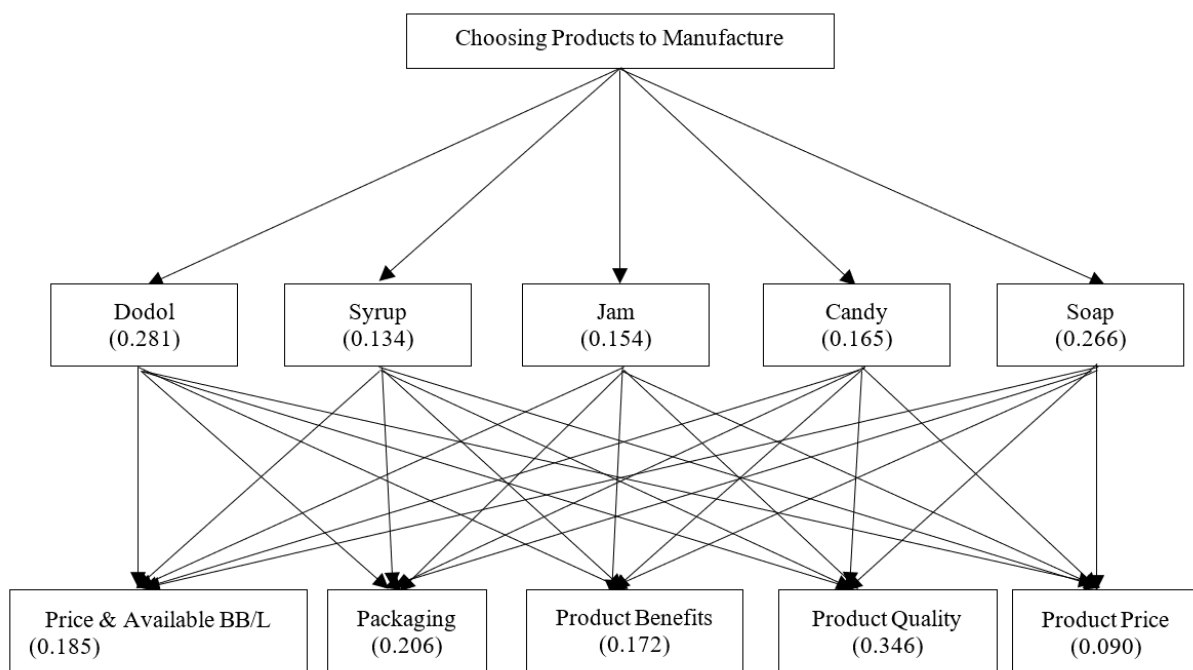 Choosing Products to Manufacture
Dodol
(0.281)
Syrup
(0.134)
Jam
(0.154)
Candy
(0.165)
Soap
(0.266)
Price & Available BB/L
(0.185)
Packaging
(0.206)
Product Benefits
(0.172)
Product Quality
(0.346)
Product Price
(0.090)